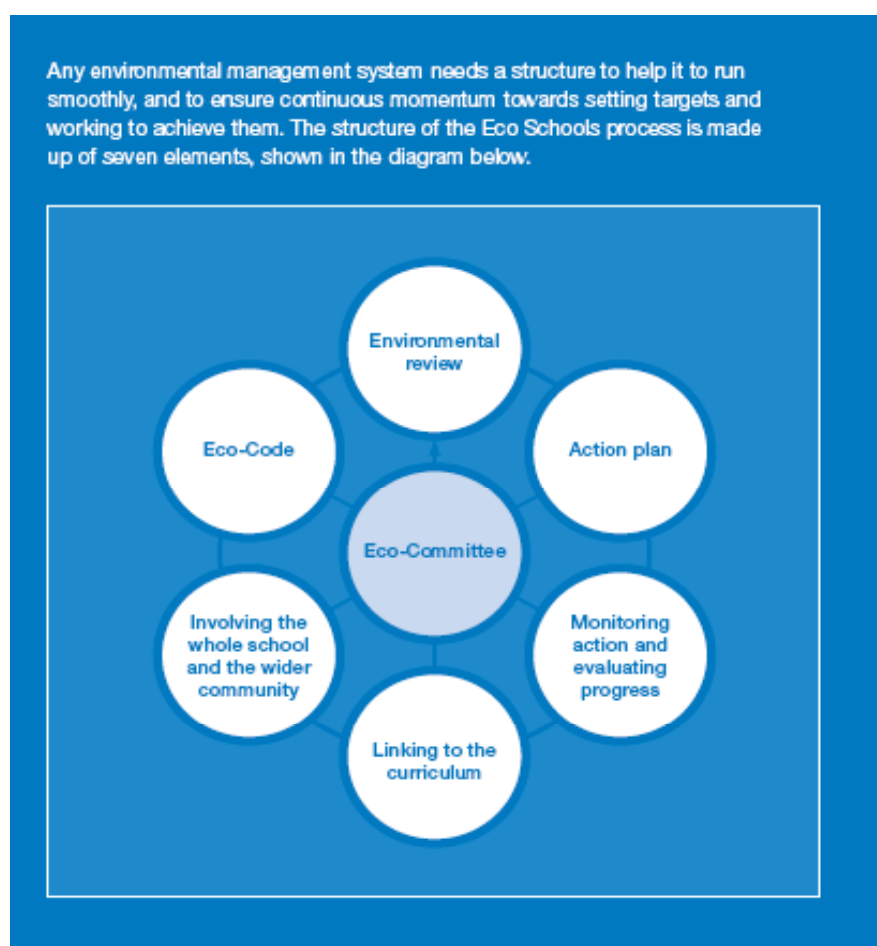 Any environmental management system needs a structure to help it to run
smoothly, and to ensure continuous momentum towards setting targets and
working to achieve them. The structure of the Eco Schools process is made
up of seven elements, shown in the diagram below.
Environmental
review
Eco-Code
Action plan
Eco-Committee
Involving the
whole school
and the wider
community
Monitoring
action and
evaluating
progress
Linking to the
curriculum